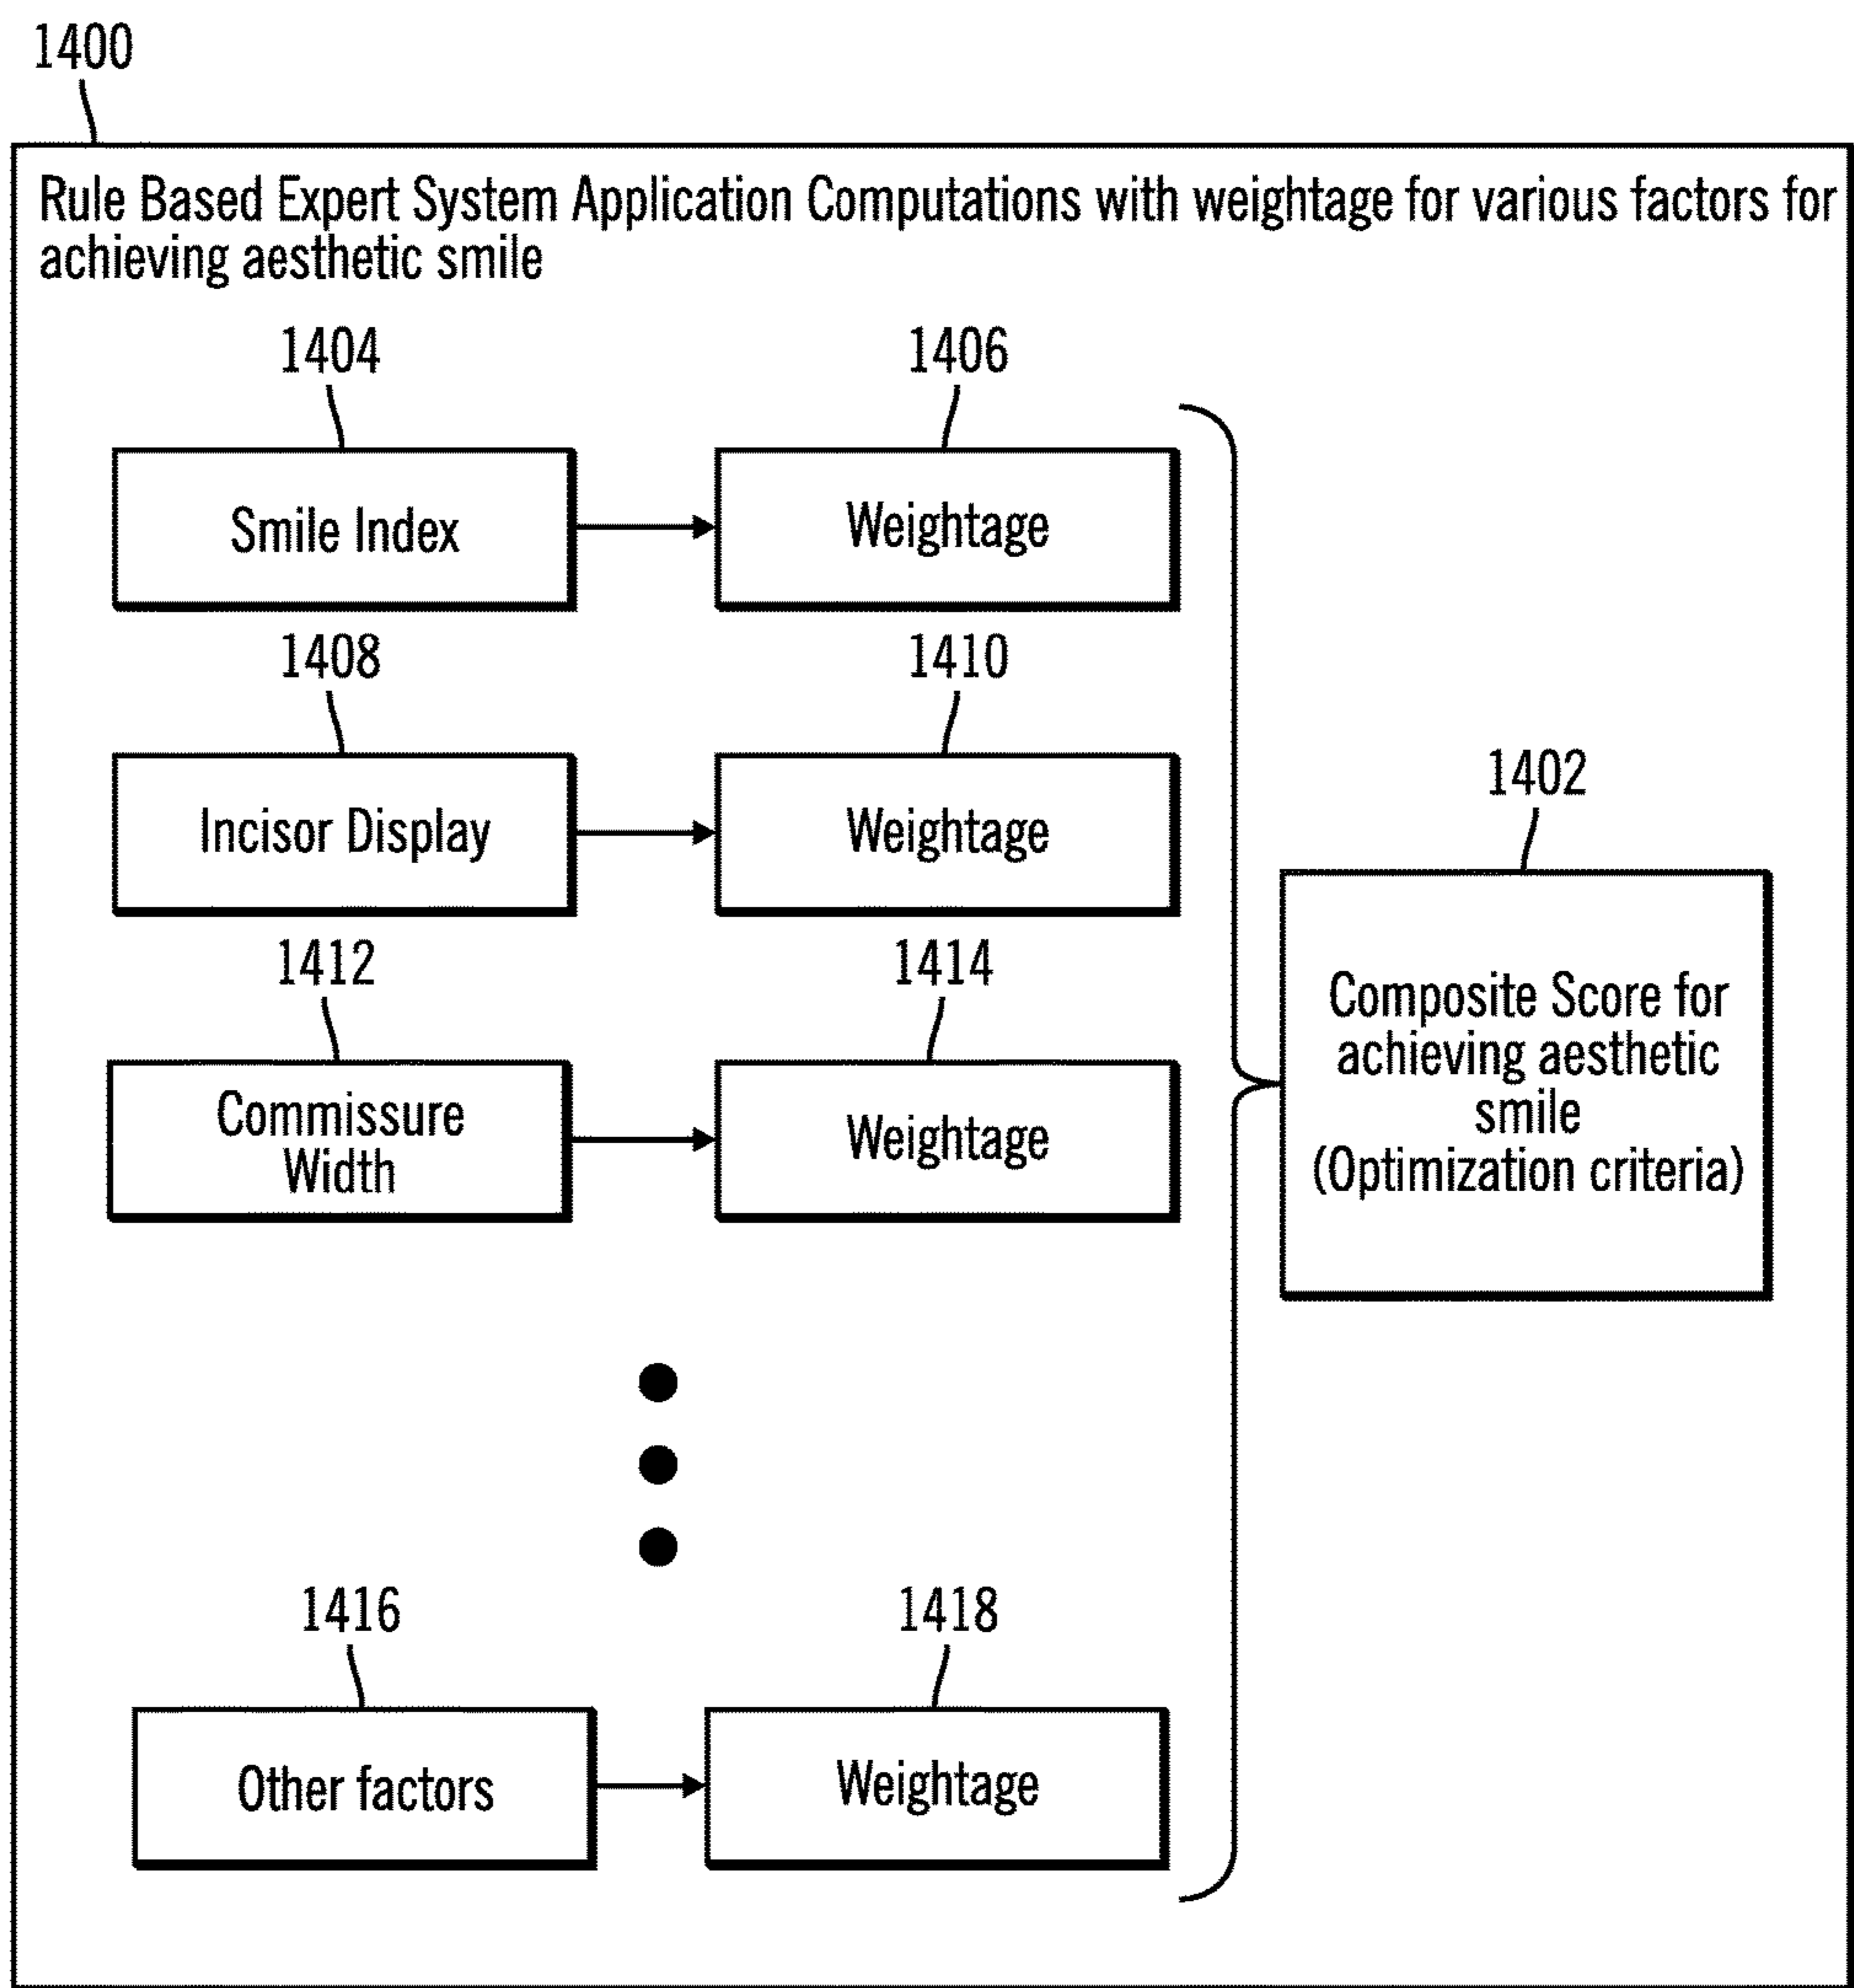 1400
Rule Based Expert System Application Computations with weightage for various factors for
achieving aesthetic smile
1404
1406
Smile Index
Weightage
1408
1410
Incisor Display
Weightage
1412
1414
Commissure
Width
Weightage
1402
Composite Score for
achieving aesthetic
smile
(Optimization criteria)
1416
1418
Other factors
Weightage